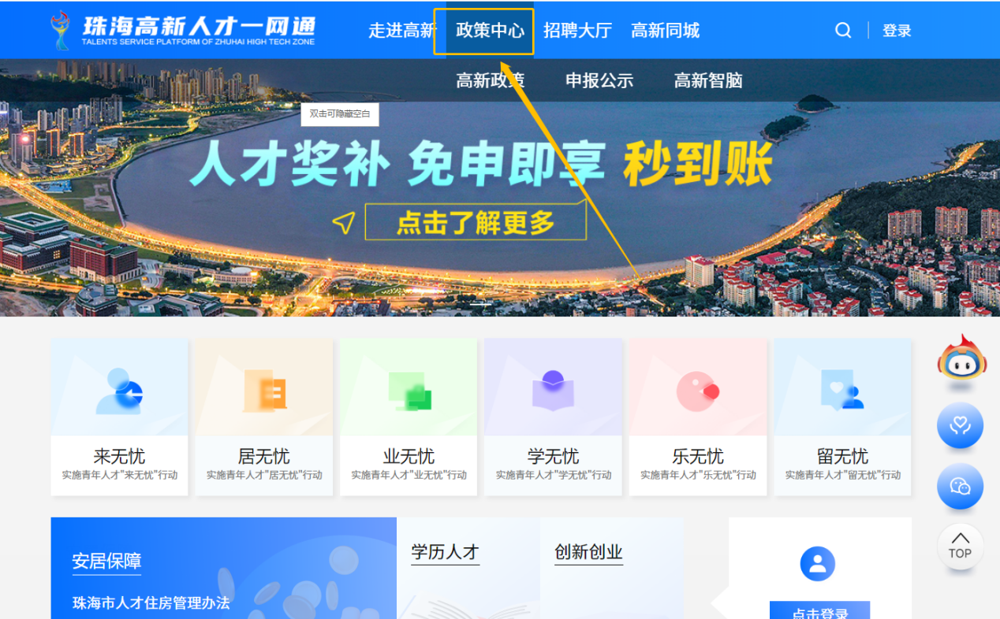 珠海高新人才一网通
TALENTS SERVICE PLATFORM OF ZHUHAI HIGH TECH ZONE
走进高新 政策中心 招聘大厅 高新同城 登录
高新政策 申报公示 高新智脑
双击可隐藏空白
人才奖补 免申即享 秒到账
点击了解更多
来无忧 居无忧 业无忧 学无忧 乐无忧 留无忧
实施青年人才"来无忧"行动 实施青年人才"居无忧"行动 实施青年人才"业无忧"行动 实施青年人才"学无忧"行动 实施青年人才"乐无忧"行动 实施青年人才"留无忧"行动
TOP
安居保障 学历人才 创新创业
珠海市人才住房管理办法
点击登录